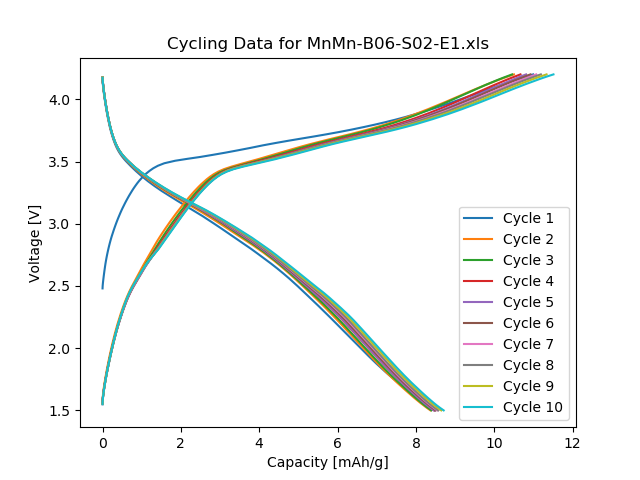 Cycling Data for MnMn-B06-S02-E1.xls
Voltage [V]
4.0
3.5
3.0
2.5
2.0
1.5
0
2
4
6
8
10
12
Capacity [mAh/g]
Cycle 1
Cycle 2
Cycle 3
Cycle 4
Cycle 5
Cycle 6
Cycle 7
Cycle 8
Cycle 9
Cycle 10